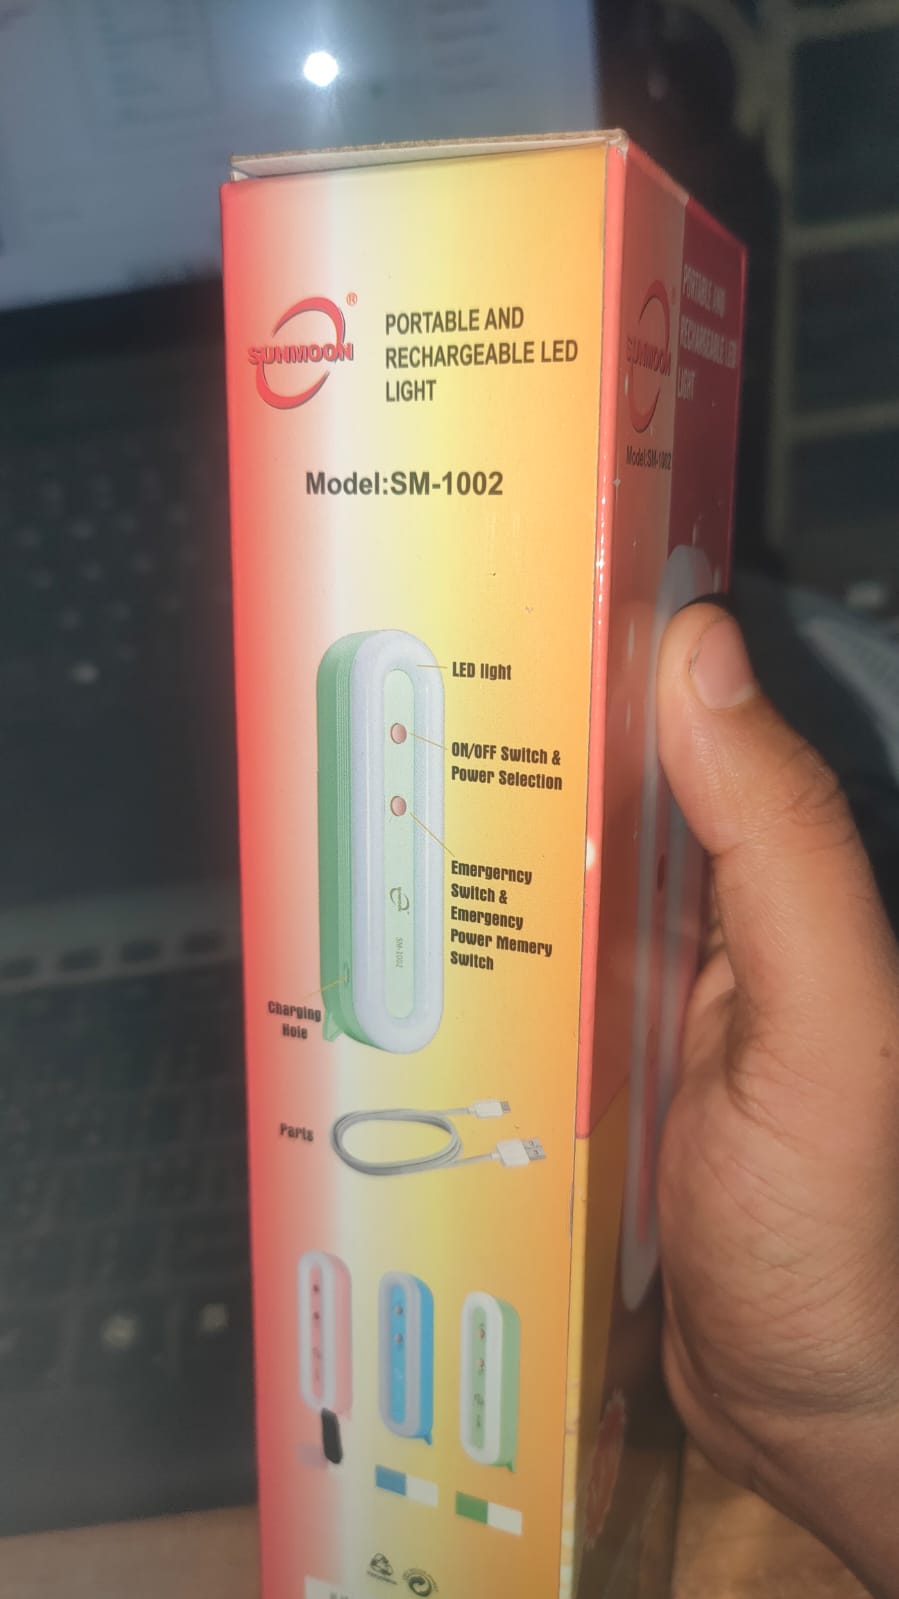 SUNMOON
®
PORTABLE AND
RECHARGEABLE LED
LIGHT
Model:SM-1002
LED light
ON/OFF Switch &
Power Selection
Emergerncy
Switch &
Emergency
Power Memery
Switch
SM-1002
Charging
Hole
Parts
SUNMOON
PORTABLE AND
RECHARGEABLE LED
LIGHT
Model:SM-1002